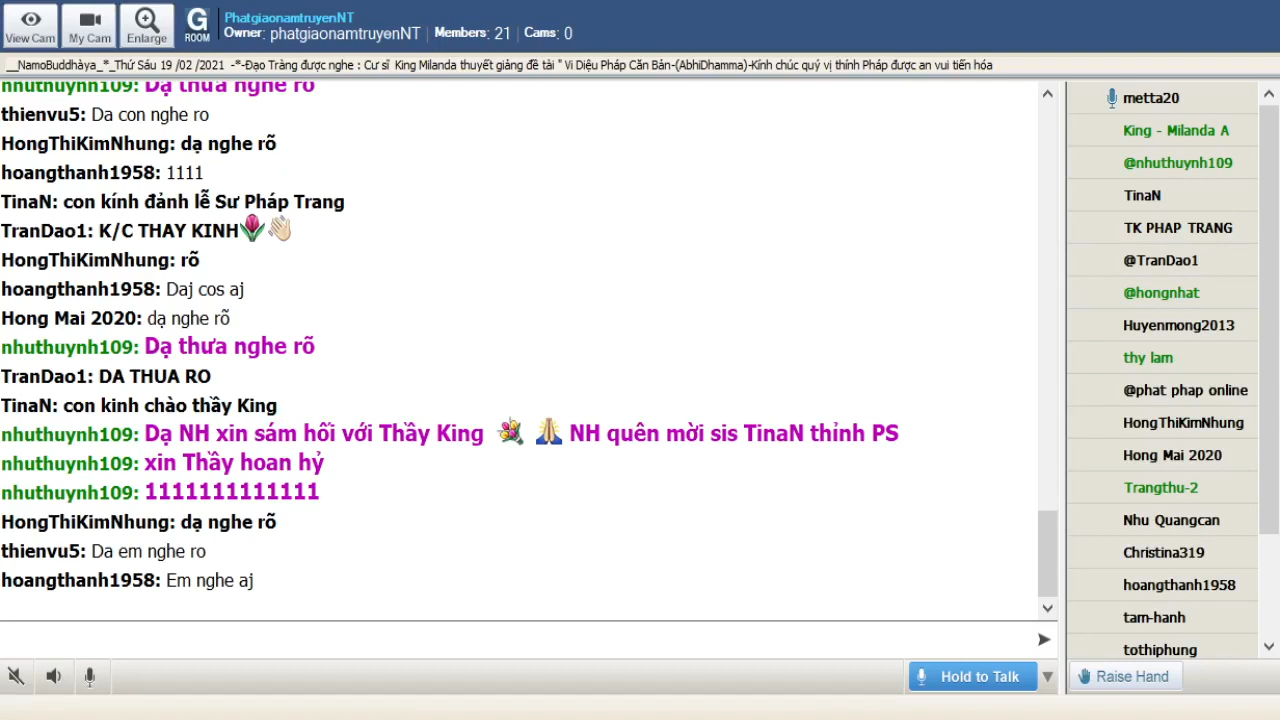 View Cam
My Cam
Enlarge
G
ROOM
PhatgiaonamtruyenNT
Owner: phatgiaonamtruyenNT | Members: 21 | Cams: 0
__NamoBuddhàya_*_Thứ Sáu 19 /02 /2021 -*-Đạo Tràng được nghe : Cư sĩ King Milanda thuyết giảng đề tài " Vi Diệu Pháp Căn Bản-(AbhiDhamma)-Kính chúc quý vị thính Pháp được an vui tiến hóa
nhuthuynh109: Dạ thưa nghe rõ
thienvu5: Da con nghe ro
HongThiKimNhung: dạ nghe rõ
hoangthanh1958: 1111
TinaN: con kính đảnh lễ Sư Pháp Trang
TranDao1: K/C THAY KINH
HongThiKimNhung: rõ
hoangthanh1958: Daj cos aj
Hong Mai 2020: dạ nghe rõ
nhuthuynh109: Dạ thưa nghe rõ
TranDao1: DA THUA RO
TinaN: con kinh chào thầy King
nhuthuynh109: Dạ NH xin sám hối với Thầy King NH quên mời sis TinaN thỉnh PS
nhuthuynh109: xin Thầy hoan hỷ
nhuthuynh109: 1111111111111
HongThiKimNhung: dạ nghe rõ
thienvu5: Da em nghe ro
hoangthanh1958: Em nghe aj
metta20
King - Milanda A
@nhuthuynh109
TinaN
TK PHAP TRANG
@TranDao1
@hongnhat
Huyenmong2013
thy lam
@phat phap online
HongThiKimNhung
Hong Mai 2020
Trangthu-2
Nhu Quangcan
Christina319
hoangthanh1958
tam-hanh
tothiphung
Hold to Talk
Raise Hand